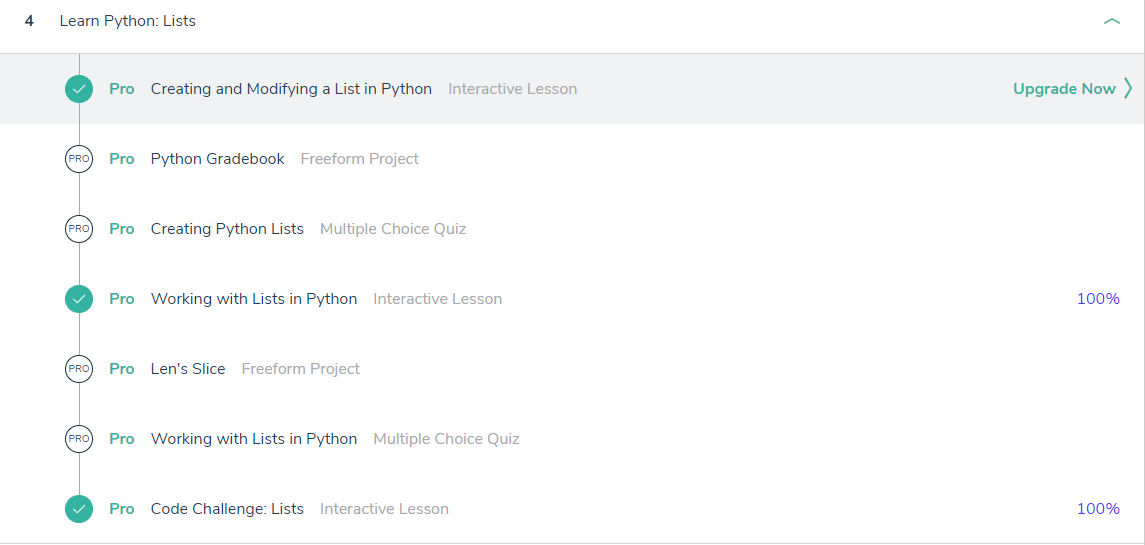 4 Learn Python: Lists
Pro Creating and Modifying a List in Python Interactive Lesson Upgrade Now
PRO Pro Python Gradebook Freeform Project
PRO Pro Creating Python Lists Multiple Choice Quiz
Pro Working with Lists in Python Interactive Lesson 100%
PRO Pro Len's Slice Freeform Project
PRO Pro Working with Lists in Python Multiple Choice Quiz
Pro Code Challenge: Lists Interactive Lesson 100%